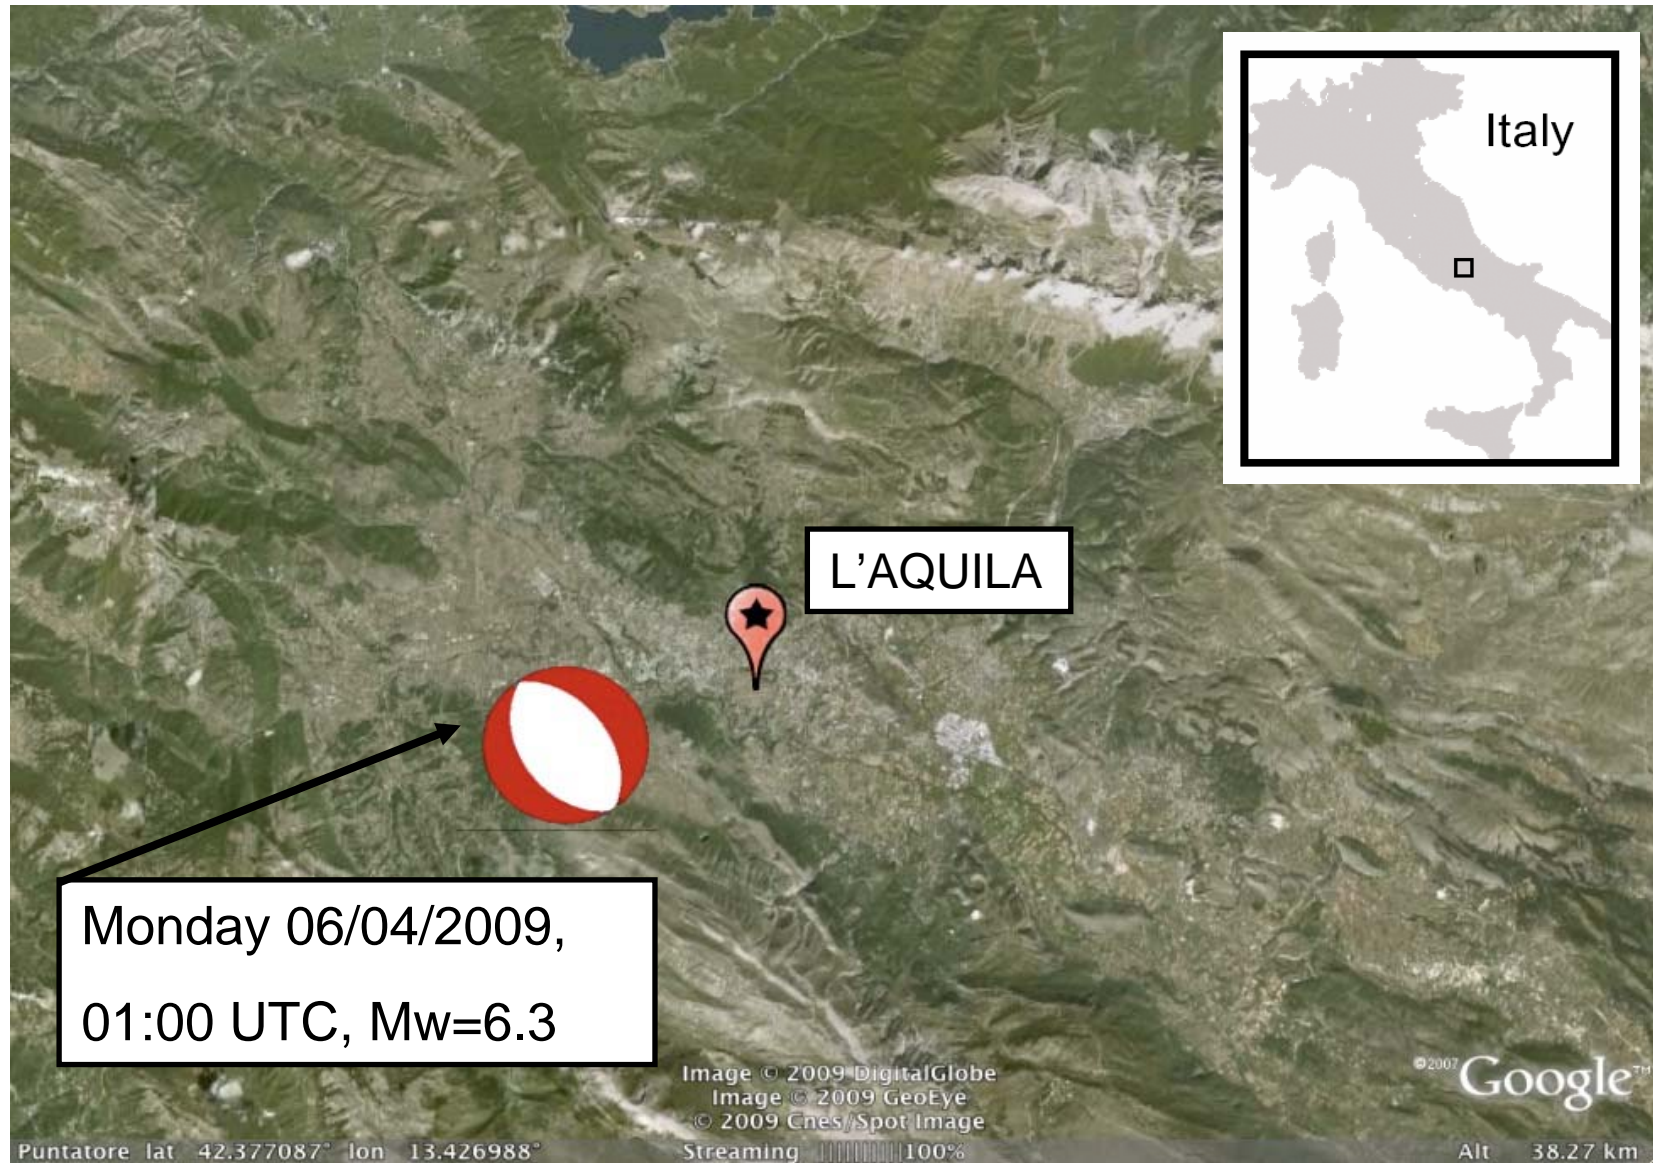 Italy
L’AQUILA
Monday 06/04/2009,
01:00 UTC, Mw=6.3
Image © 2009 DigitalGlobe
Image © 2009 GeoEye
© 2009 Cnes/Spot Image
©2007 Google™
Puntatore lat 42.377087° lon 13.426988° Streaming ||||||||| 100% Alt 38.27 km